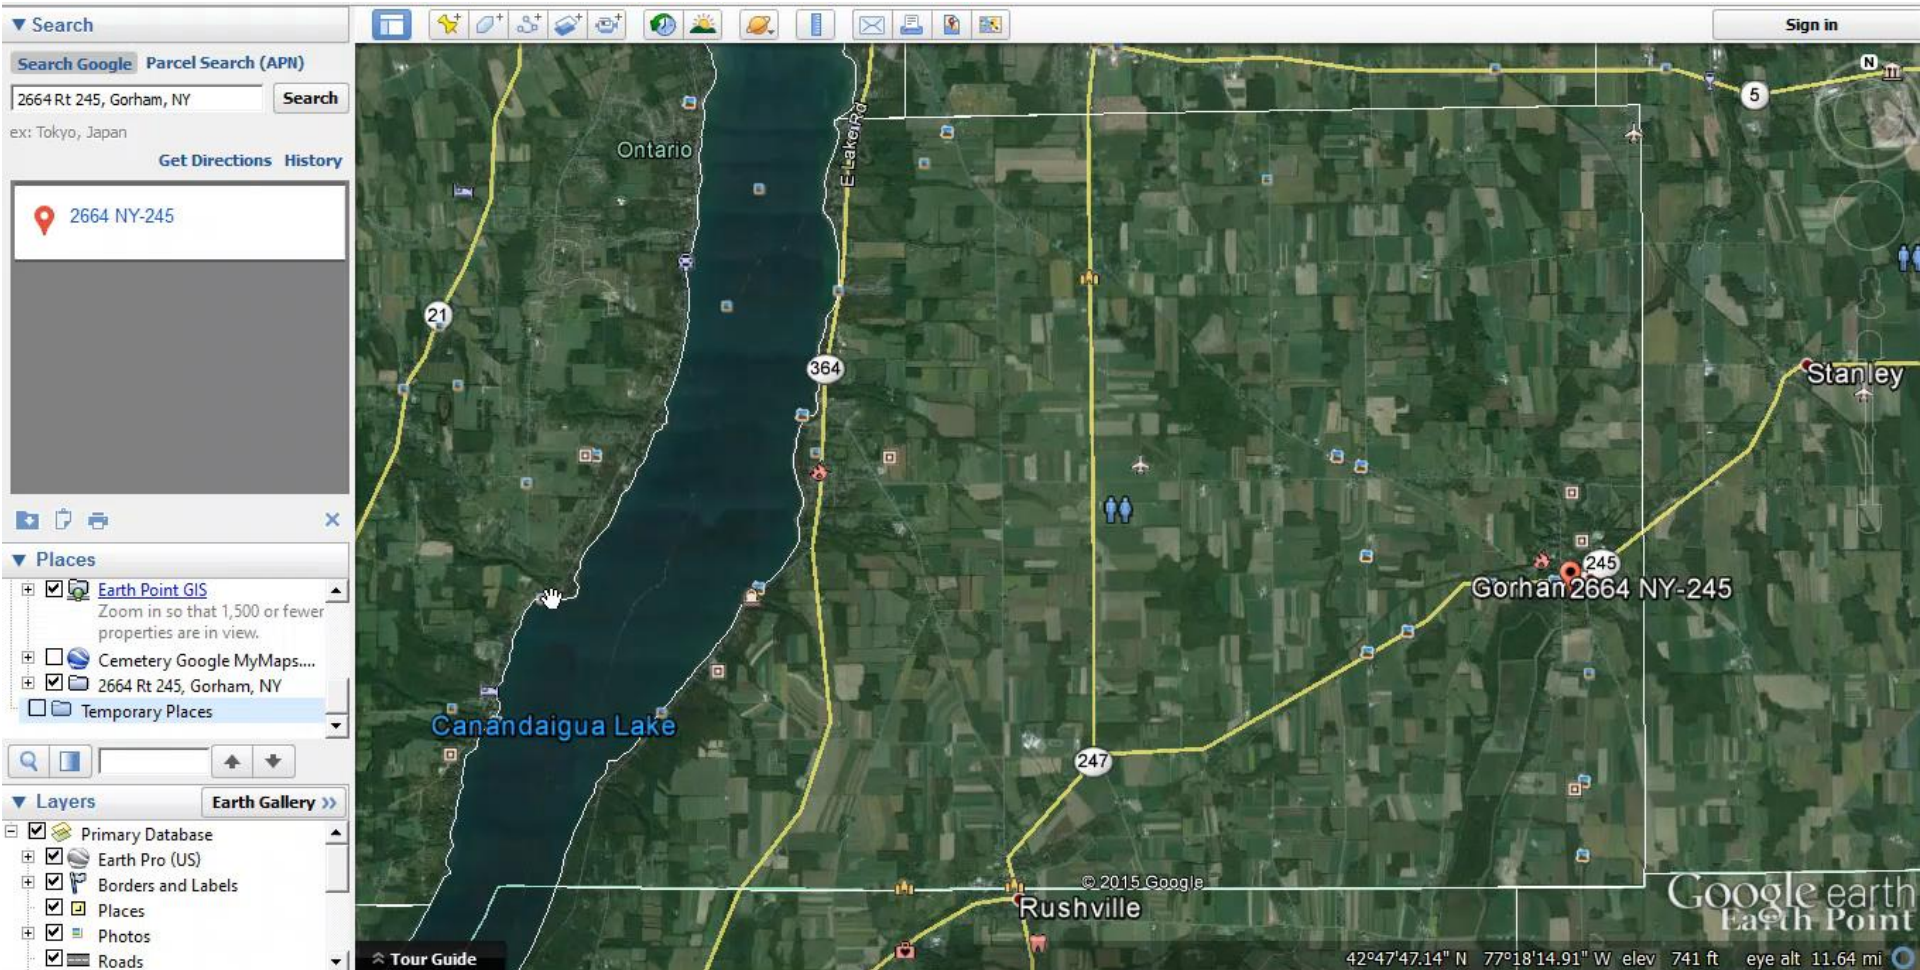 Search
Search Google Parcel Search (APN)
2664 Rt 245, Gorham, NY Search
ex: Tokyo, Japan
Get Directions History
2664 NY-245
Places
Earth Point GIS
Zoom in so that 1,500 or fewer
properties are in view.
Cemetery Google MyMaps....
2664 Rt 245, Gorham, NY
Temporary Places
Layers Earth Gallery »
Primary Database
Earth Pro (US)
Borders and Labels
Places
Photos
Roads
Sign in
N
5
Ontario
E Lake Rd
21
364
Stanley
245
Gorham 2664 NY-245
Canandaigua Lake
247
© 2015 Google
Rushville
Google earth
Earth Point
Tour Guide
42°47'47.14" N 77°18'14.91" W elev 741 ft eye alt 11.64 mi